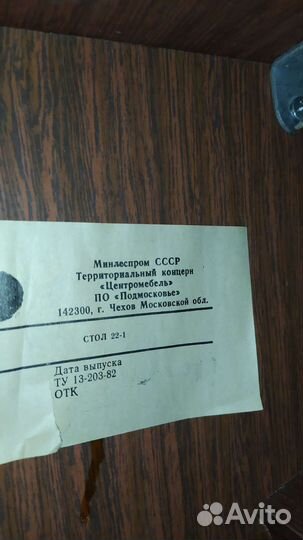 Минлеспром СССР
Территориальный концерн
«Центромебель»
ПО «Подмосковье»
142300, г. Чехов Московской обл.
СТОЛ 22-1
Дата выпуска
ТУ 13-203-82
ОТК
Avito